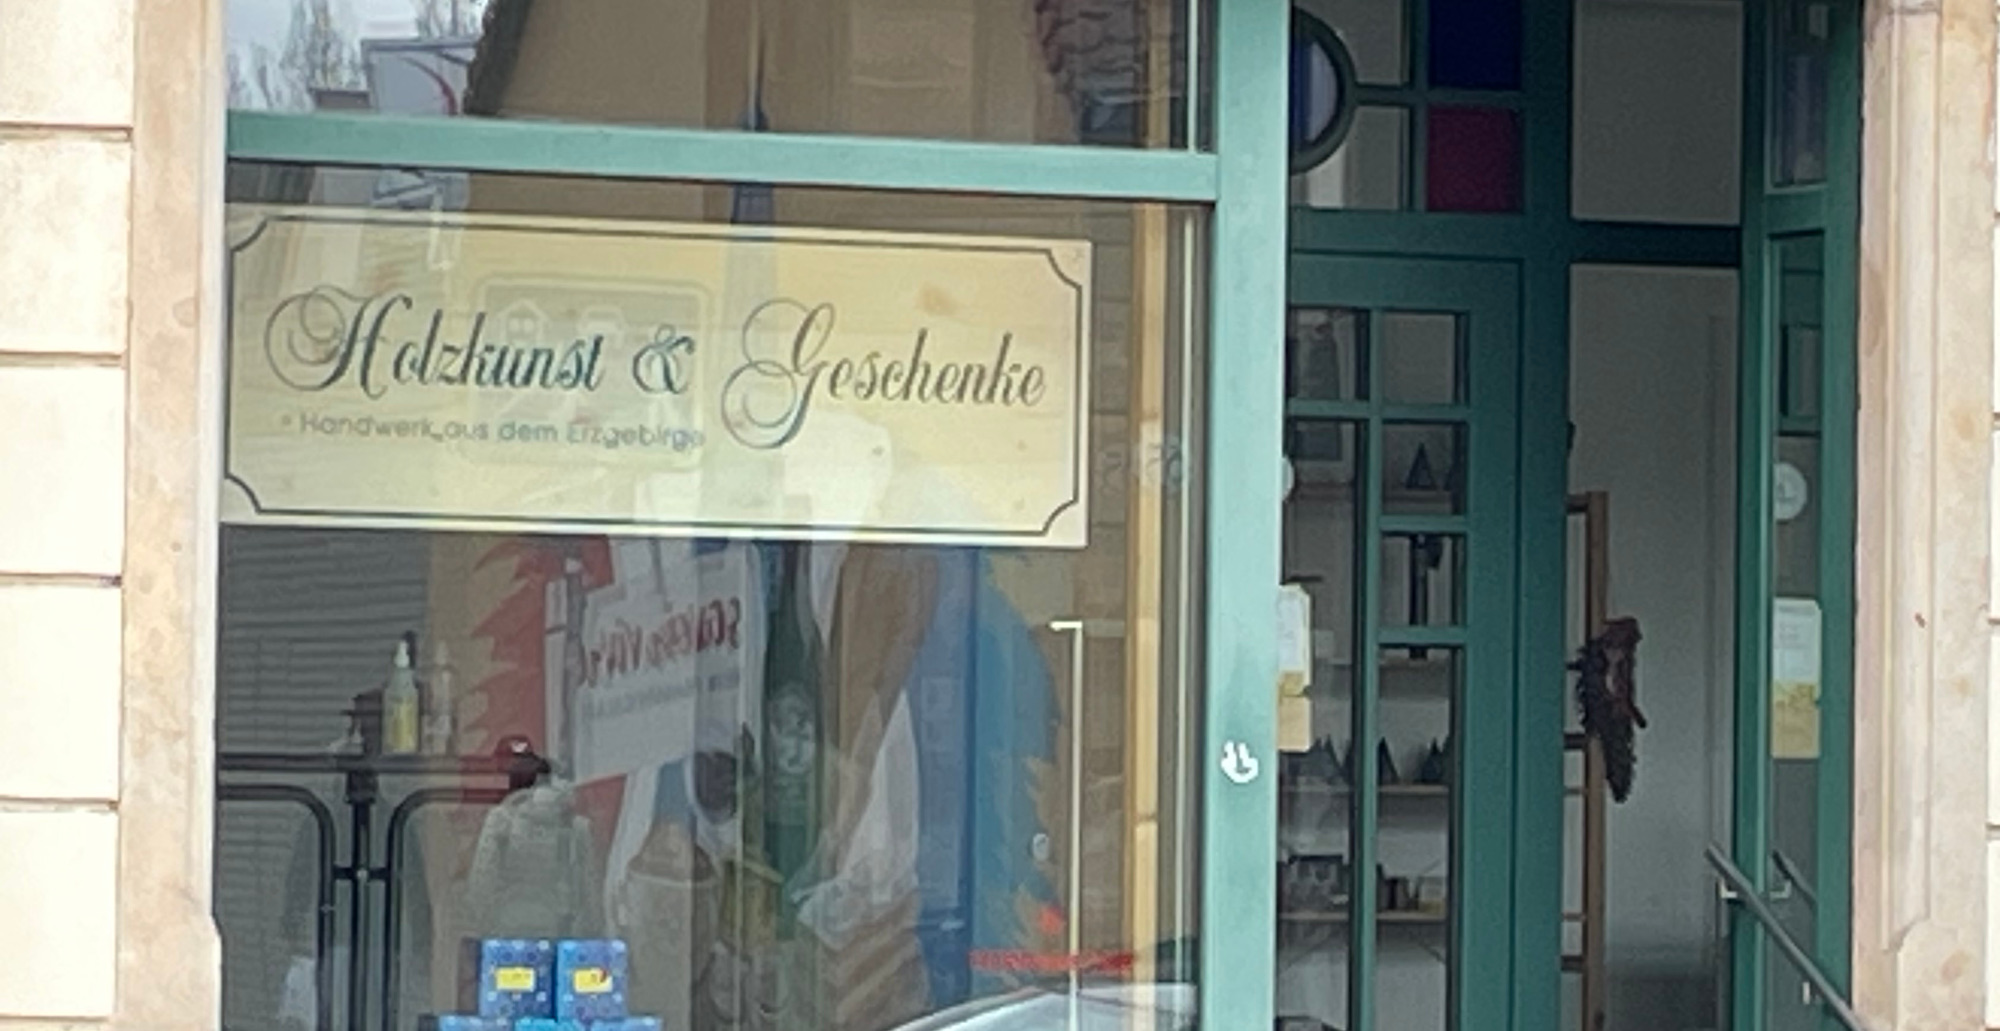 Holzkunst & Geschenke
Handwerk aus dem Erzgebirge